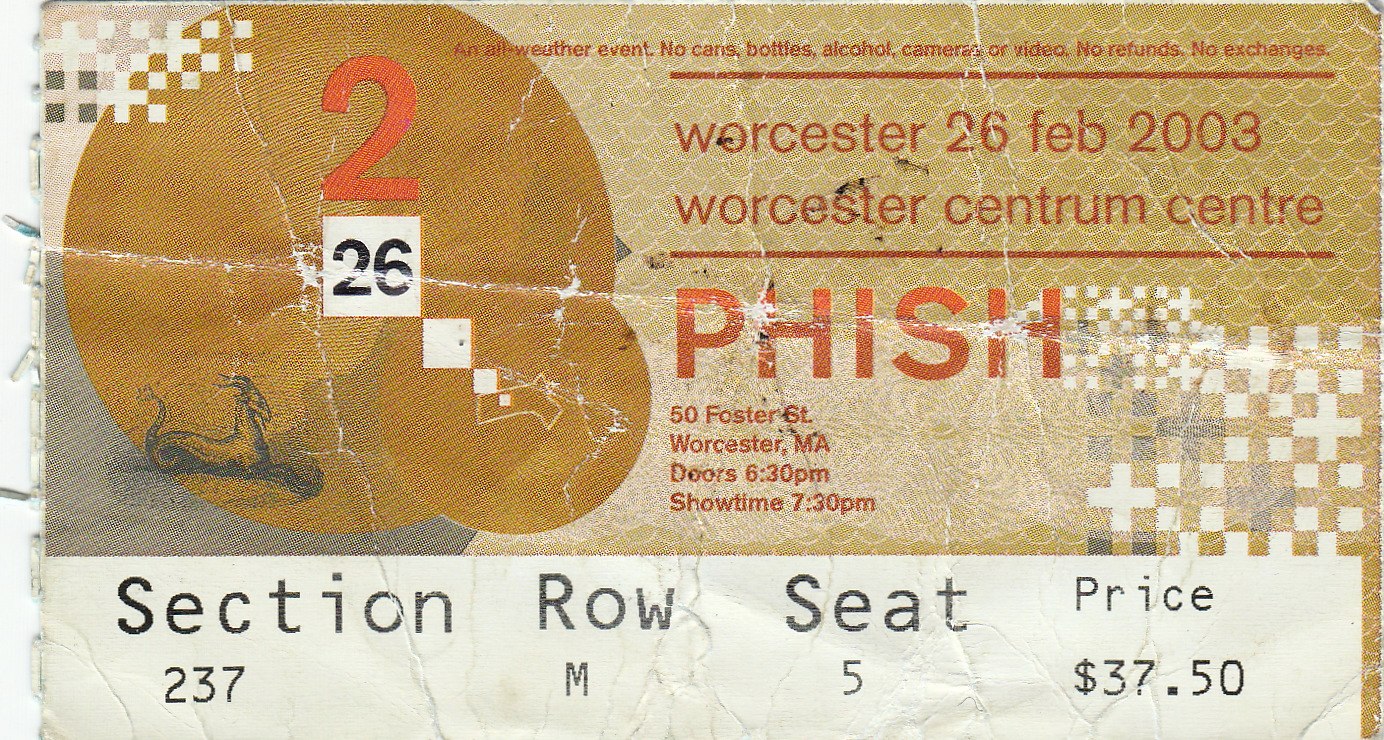 An all-weather event. No cans, bottles, alcohol, cameras or video. No refunds. No exchanges.
2
26
worcester 26 feb 2003
worcester centrum centre
PHISH
50 Foster St.
Worcester, MA
Doors 6:30pm
Showtime 7:30pm
Section Row Seat Price
237 M 5 $37.50